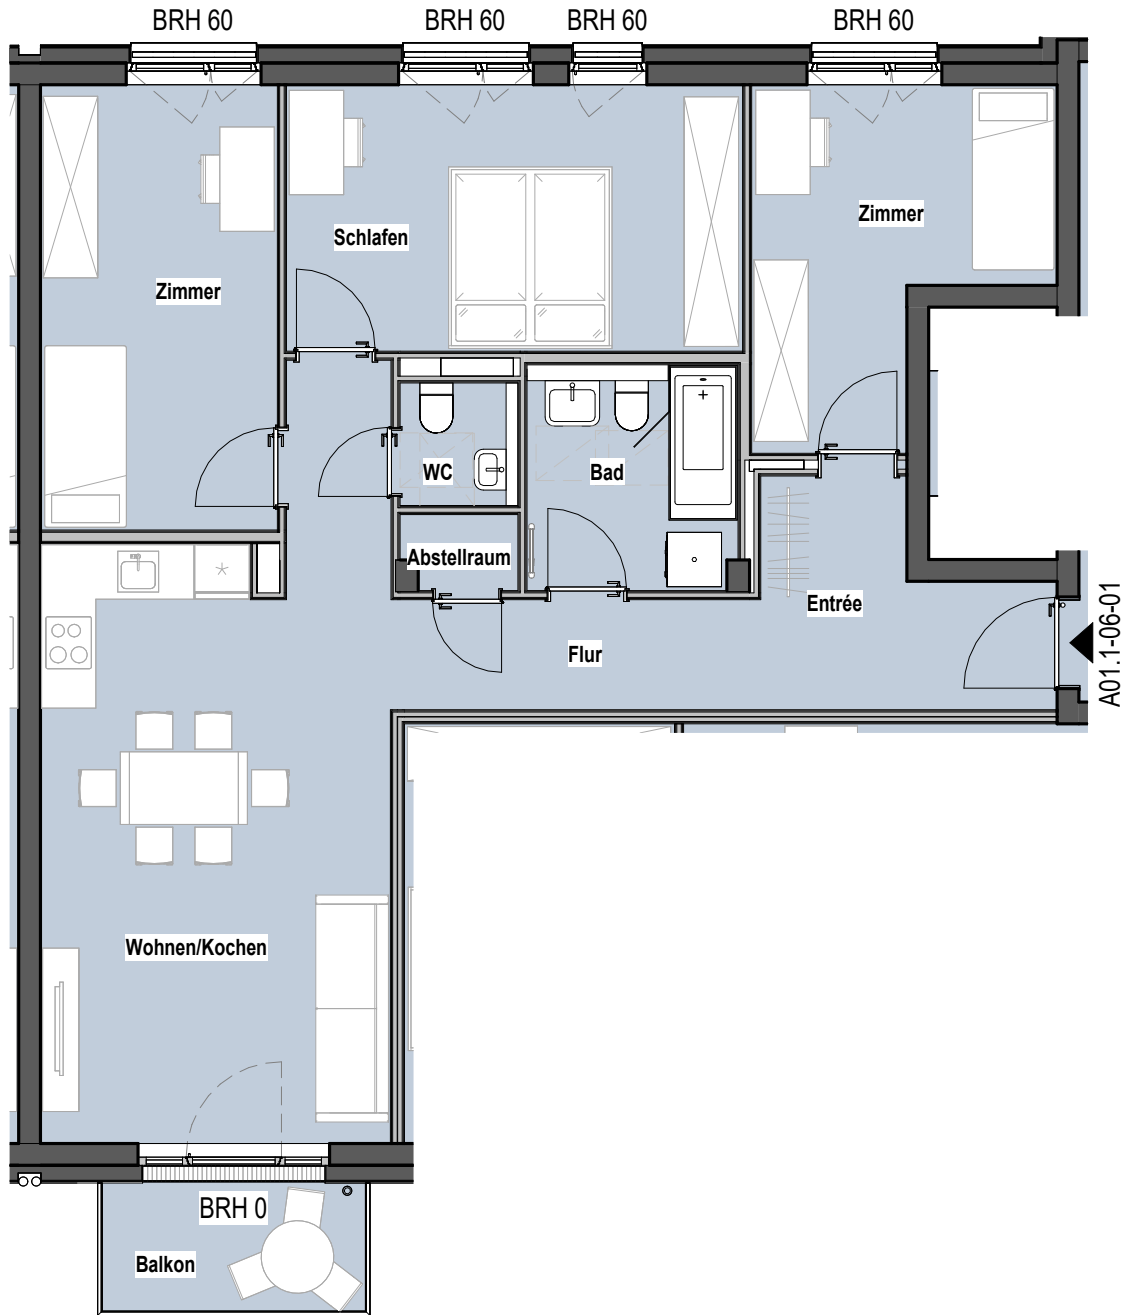 BRH 60
BRH 60
BRH 60
BRH 60
Zimmer
Schlafen
Zimmer
WC
Bad
Abstellraum
Entrée
Flur
A01.1-06-01
Wohnen/Kochen
BRH 0
Balkon